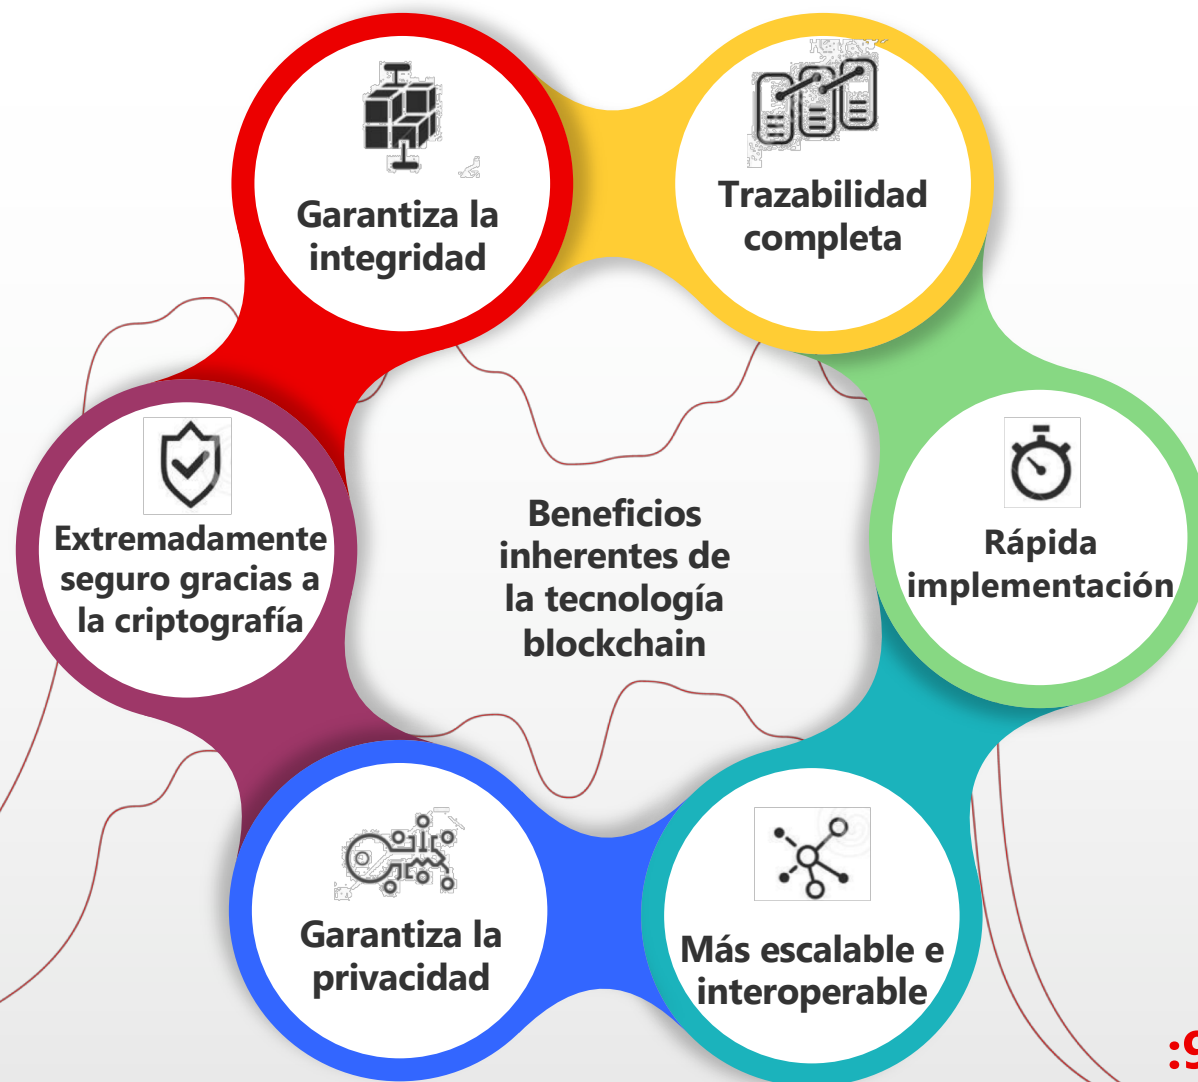 Garantiza la
integridad
Trazabilidad
completa
Extremadamente
seguro gracias a
la criptografía
Beneficios
inherentes de
la tecnología
blockchain
Rápida
implementación
Garantiza la
privacidad
Más escalable e
interoperable
:9